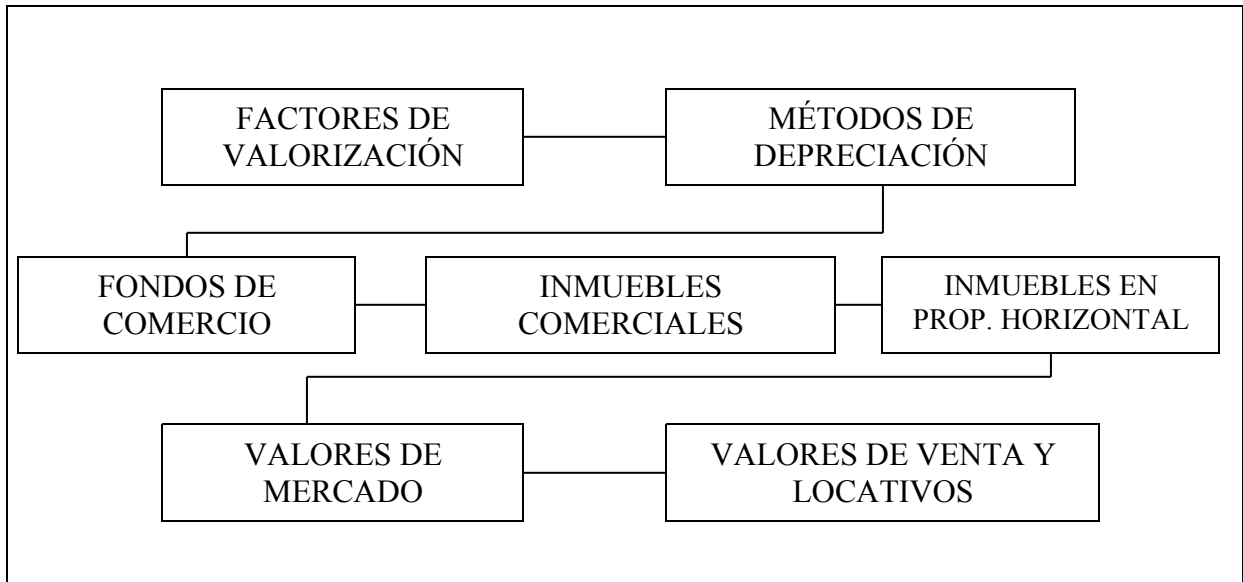 FACTORES DE
VALORIZACIÓN
MÉTODOS DE
DEPRECIACIÓN
FONDOS DE
COMERCIO
INMUEBLES
COMERCIALES
INMUEBLES EN
PROP. HORIZONTAL
VALORES DE
MERCADO
VALORES DE VENTA Y
LOCATIVOS